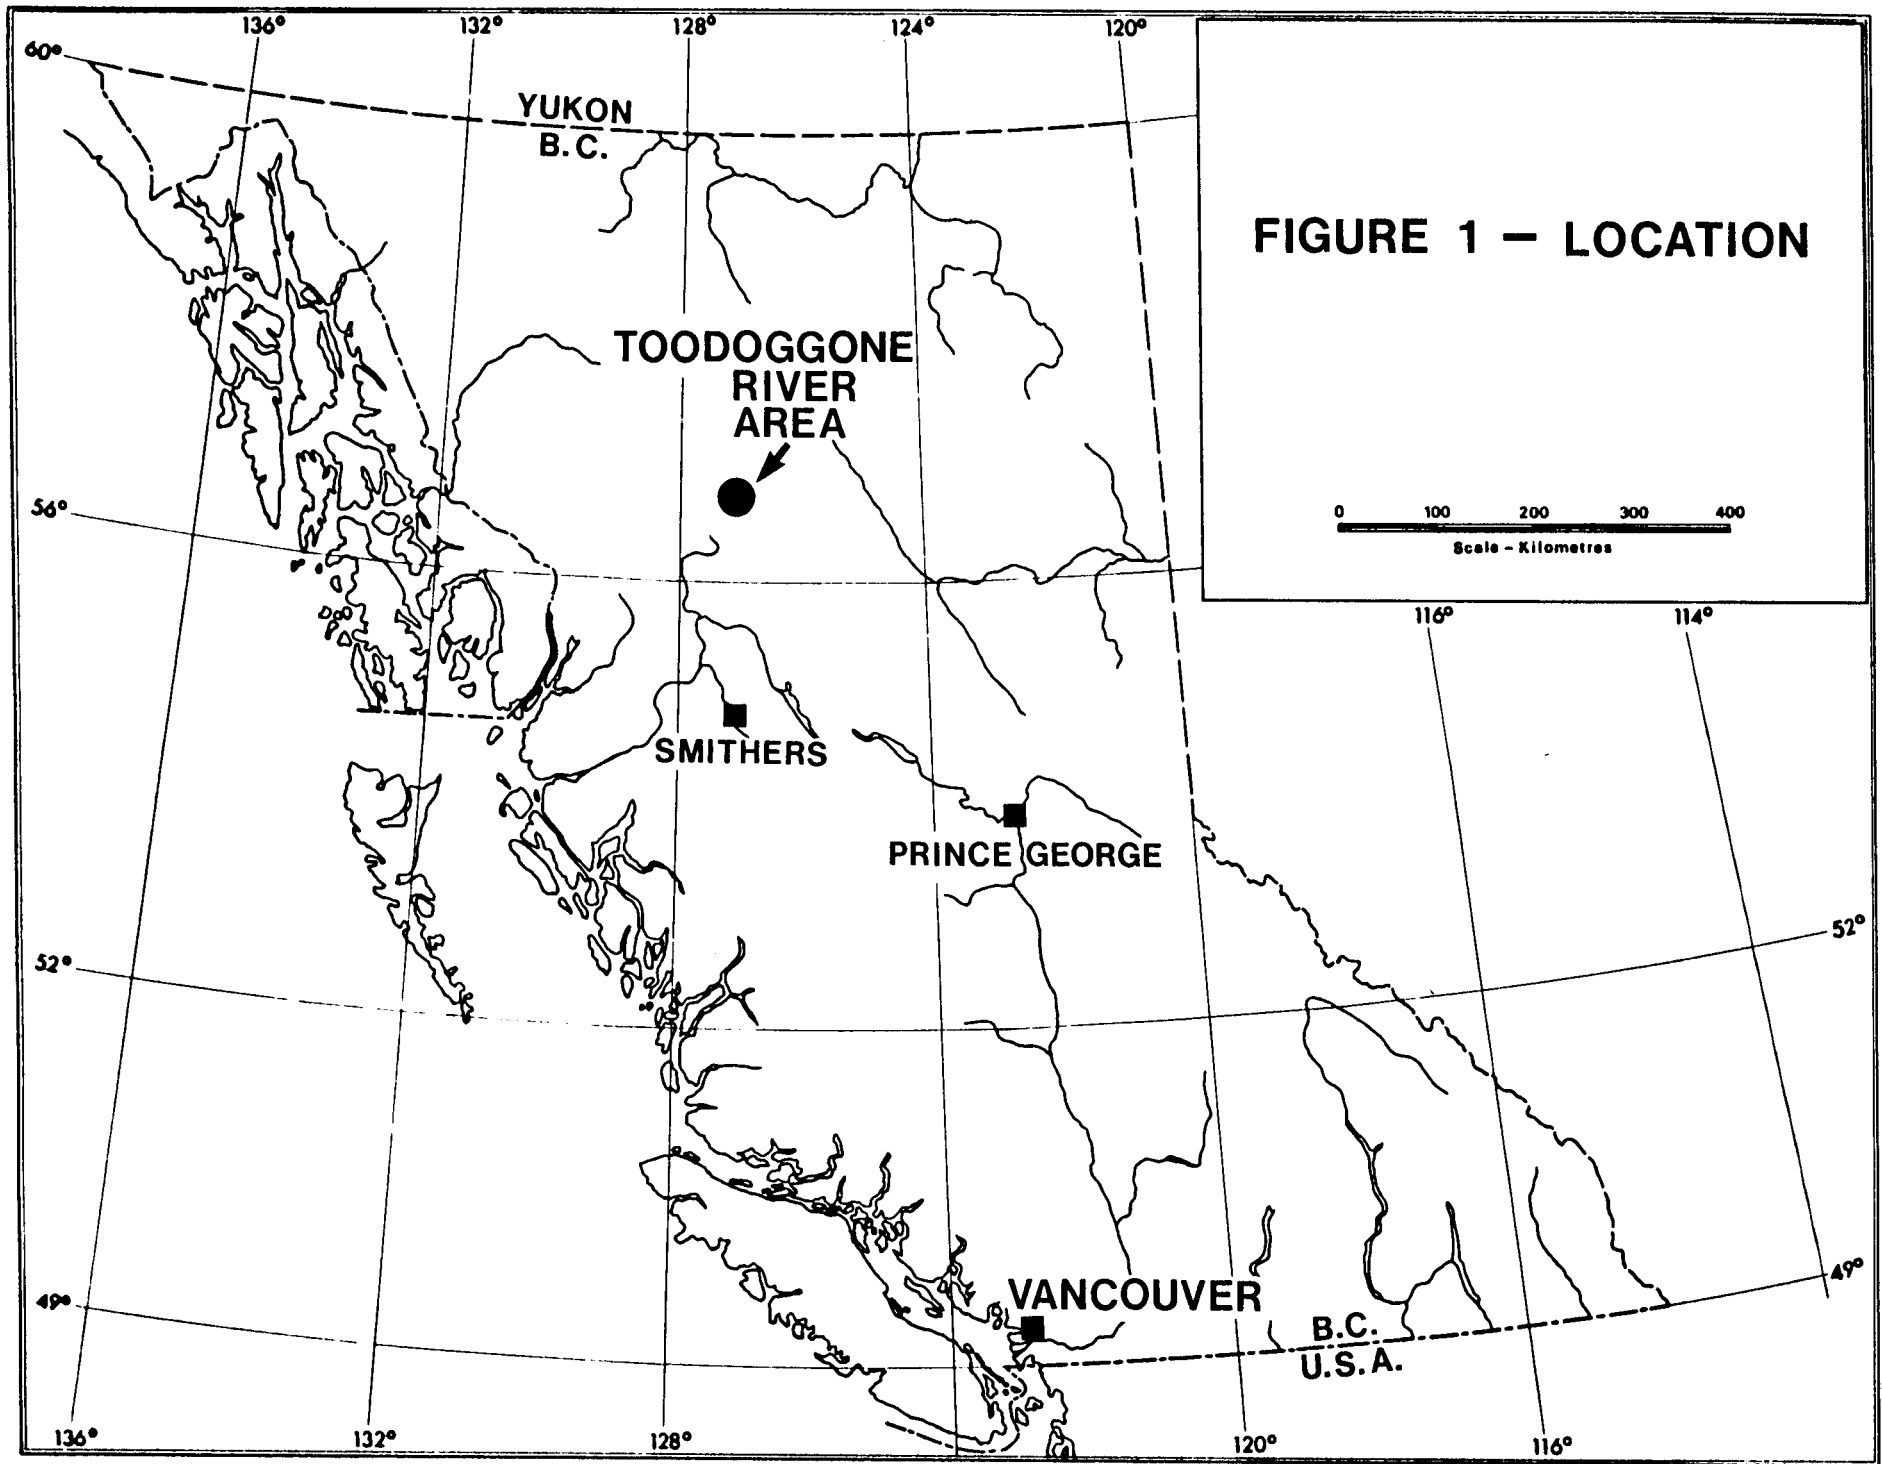 136° 132° 128° 124° 120°
60°
YUKON
B.C.
FIGURE 1 – LOCATION
TOODOGGONE
RIVER
AREA
56°
0 100 200 300 400
Scale – Kilometres
116° 114°
SMITHERS
PRINCE GEORGE
52°
52°
49°
49°
VANCOUVER
B.C.
U.S.A.
136° 132° 128° 120° 116°